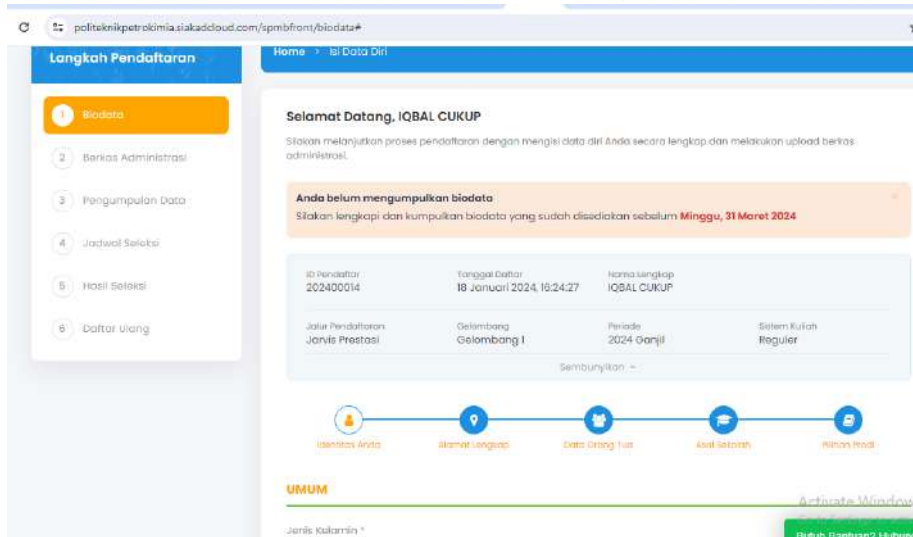 politeknikpetrokimia.siakadcloud.com/spmbfront/biodata#
Langkah Pendaftaran
Home > Isi Data Diri
1 Biodata
2 Berkas Administrasi
3 Pengumpulan Data
4 Jadwal Seleksi
5 Hasil Seleksi
6 Daftar Ulang
Selamat Datang, IQBAL CUKUP
Silakan melanjutkan proses pendaftaran dengan mengisi data diri Anda secara lengkap dan melakukan upload berkas
administrasi.
Anda belum mengumpulkan biodata
Silakan lengkapi dan kumpulkan biodata yang sudah disediakan sebelum Minggu, 31 Maret 2024
ID Pendaftar Tanggal Daftar Nama Lengkap
202400014 18 Januari 2024, 16:24:27 IQBAL CUKUP
Jalur Pendaftaran Gelombang Periode Sistem Kuliah
Jarvis Prestasi Gelombang 1 2024 Ganjil Reguler
Sembunyikan
Identitas Anda Alamat Lengkap Data Orang Tua Asal Sekolah Pilihan Prodi
UMUM
Activate Window
Jenis Kelamin *
Butuh Bantuan? Hubung